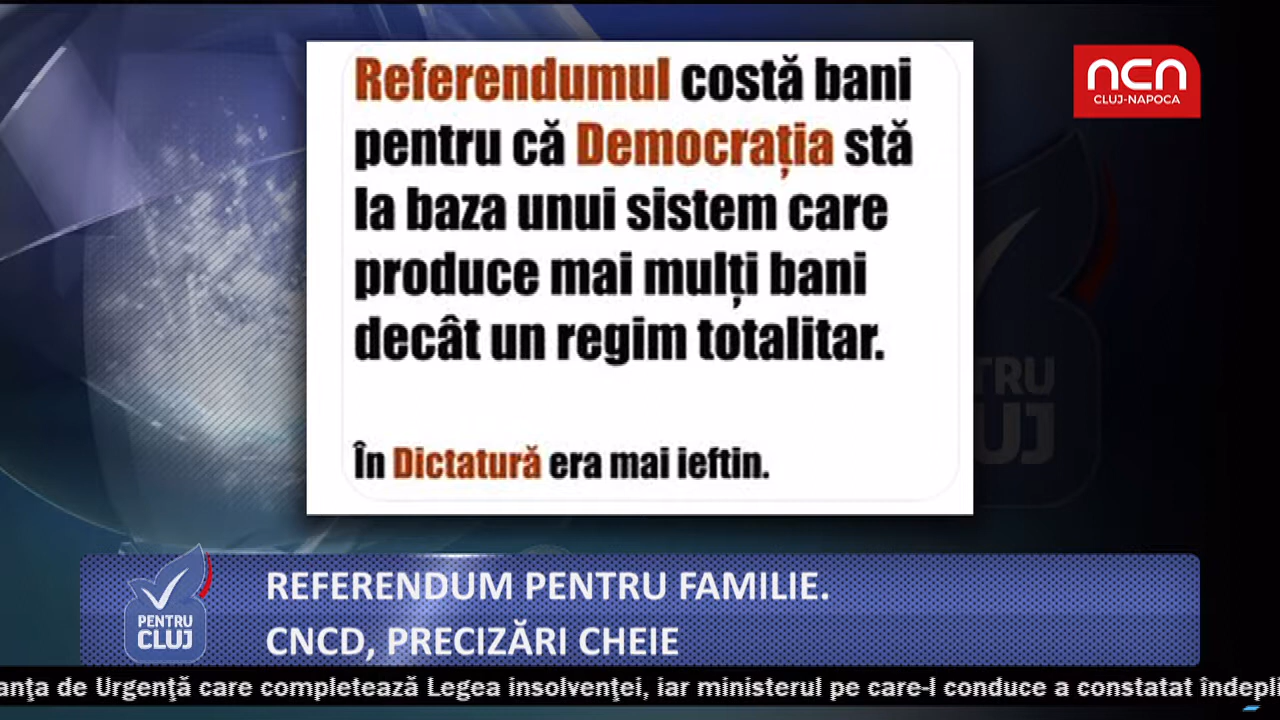 Referendumul costă bani
pentru că Democrația stă
la baza unui sistem care
produce mai mulți bani
decât un regim totalitar.
În Dictatură era mai ieftin.
ncn
CLUJ-NAPOCA
PENTRU
CLUJ
REFERENDUM PENTRU FAMILIE.
CNCD, PRECIZĂRI CHEIE
de Urgenţă care completează Legea insolvenţei, iar ministerul pe care-l conduce a constatat